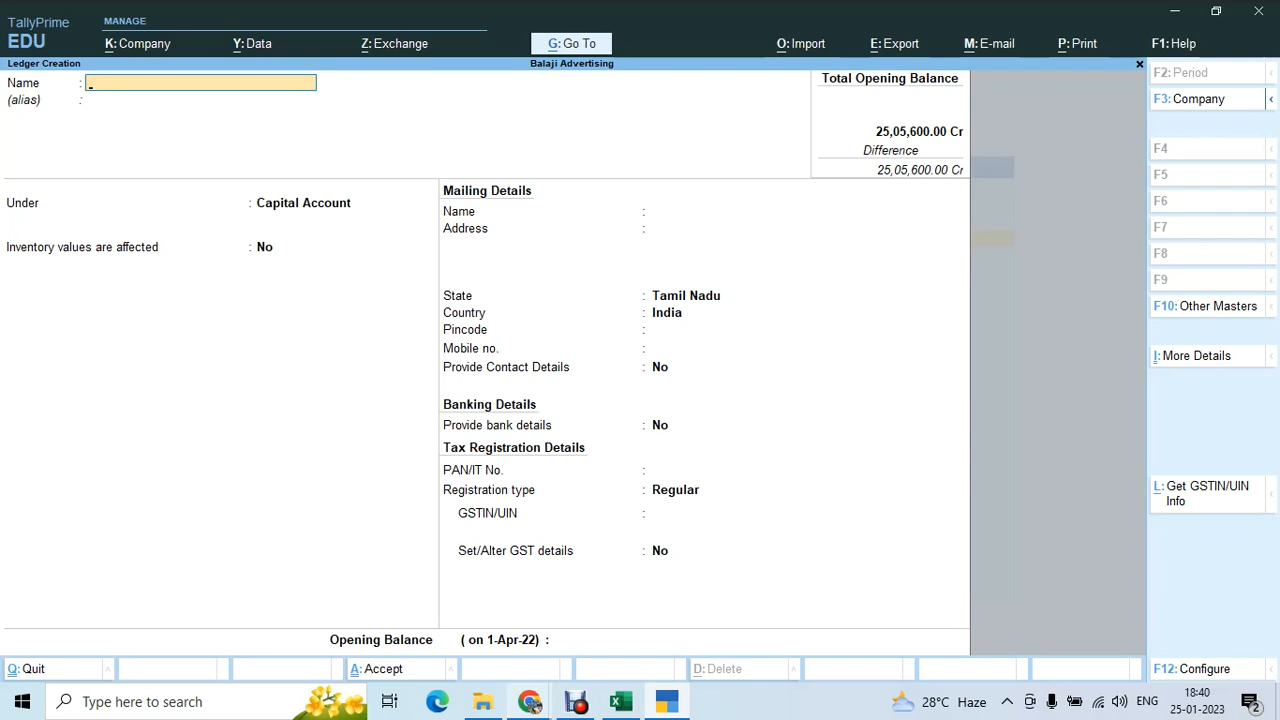 TallyPrime
EDU
MANAGE
K: Company
Y: Data
Z: Exchange
G: Go To
O: Import
E: Export
M: E-mail
P: Print
F1: Help
Ledger Creation
Balaji Advertising
Name :
(alias) :
Total Opening Balance
25,05,600.00 Cr
Difference
25,05,600.00 Cr
Under : Capital Account
Inventory values are affected : No
Mailing Details
Name :
Address :
State : Tamil Nadu
Country : India
Pincode :
Mobile no. :
Provide Contact Details : No
Banking Details
Provide bank details : No
Tax Registration Details
PAN/IT No. :
Registration type : Regular
GSTIN/UIN :
Set/Alter GST details : No
Opening Balance ( on 1-Apr-22) :
F2: Period
F3: Company
F4
F5
F6
F7
F8
F9
F10: Other Masters
I: More Details
L: Get GSTIN/UIN
Info
Q: Quit
A: Accept
D: Delete
F12: Configure
Type here to search
28°C Haze
ENG
18:40
25-01-2023
2